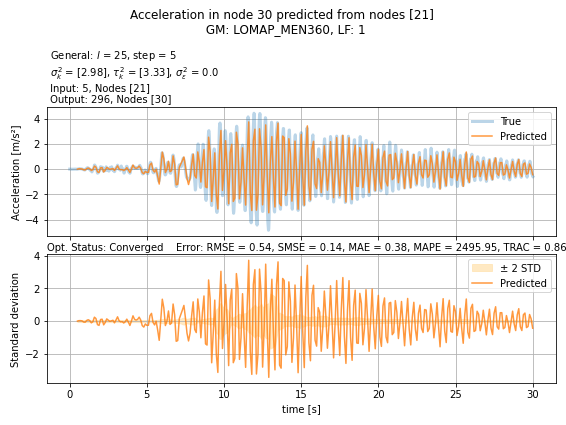 Acceleration in node 30 predicted from nodes [21]
GM: LOMAP_MEN360, LF: 1
General: l = 25, step = 5
σ²ₖ = [2.98], τ²ₖ = [3.33], σ²ₑ = 0.0
Input: 5, Nodes [21]
Output: 296, Nodes [30]
Acceleration [m/s²]
4
2
0
−2
−4
True
Predicted
Opt. Status: Converged    Error: RMSE = 0.54, SMSE = 0.14, MAE = 0.38, MAPE = 2495.95, TRAC = 0.86
Standard deviation
4
2
0
−2
± 2 STD
Predicted
0 5 10 15 20 25 30
time [s]